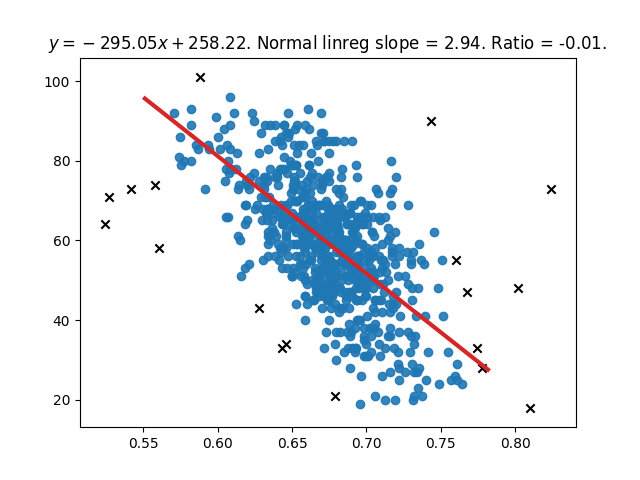 y = − 295.05x + 258.22. Normal linreg slope = 2.94. Ratio = -0.01.
100
80
60
40
20
0.55 0.60 0.65 0.70 0.75 0.80